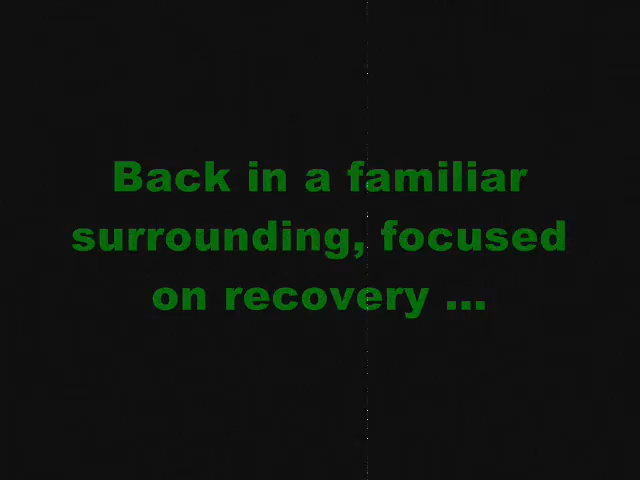 Back in a familiar
surrounding, focused
on recovery ...